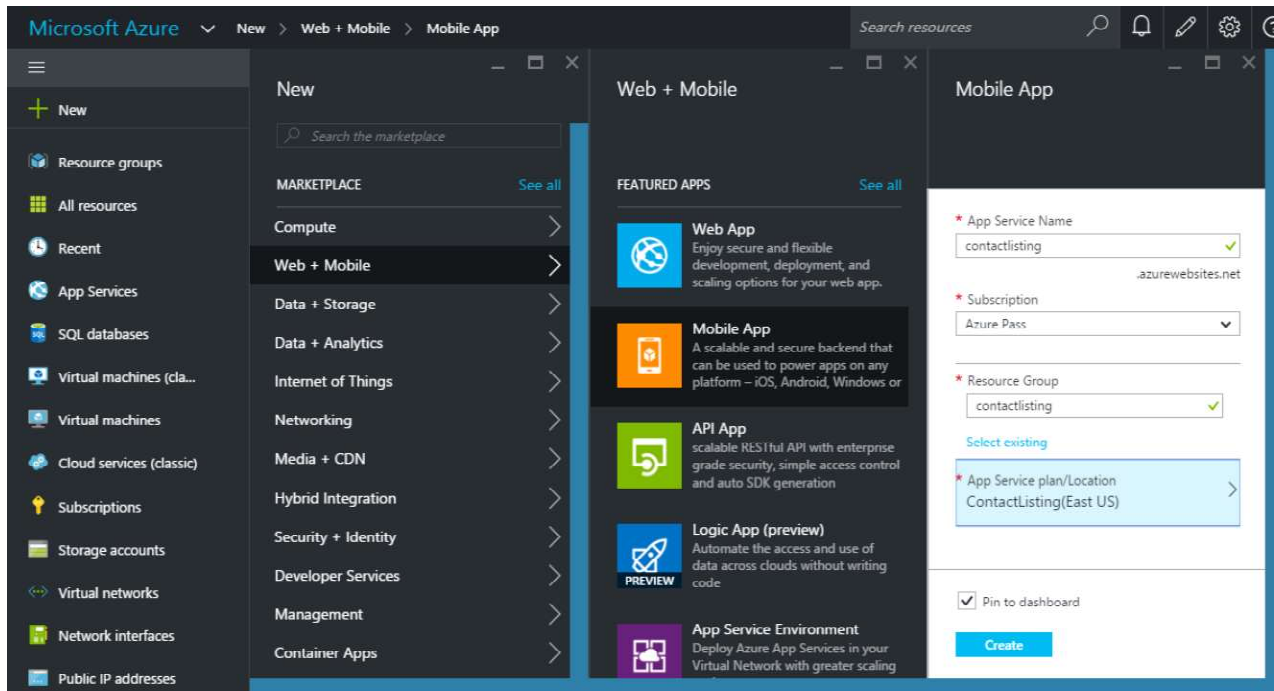 Microsoft Azure New > Web + Mobile > Mobile App
Search resources
New
Resource groups
All resources
Recent
App Services
SQL databases
Virtual machines (cla...
Virtual machines
Cloud services (classic)
Subscriptions
Storage accounts
Virtual networks
Network interfaces
Public IP addresses
New
Search the marketplace
MARKETPLACE See all
Compute
Web + Mobile
Data + Storage
Data + Analytics
Internet of Things
Networking
Media + CDN
Hybrid Integration
Security + Identity
Developer Services
Management
Container Apps
Web + Mobile
FEATURED APPS See all
Web App
Enjoy secure and flexible
development, deployment, and
scaling options for your web app.
Mobile App
A scalable and secure backend that
can be used to power apps on any
platform – iOS, Android, Windows or
API App
scalable RESTful API with enterprise
grade security, simple access control
and auto SDK generation
Logic App (preview)
Automate the access and use of
data across clouds without writing
code
PREVIEW
App Service Environment
Deploy Azure App Services in your
Virtual Network with greater scaling
Mobile App
* App Service Name
contactlisting
.azurewebsites.net
* Subscription
Azure Pass
* Resource Group
contactlisting
Select existing
* App Service plan/Location
ContactListing(East US)
Pin to dashboard
Create